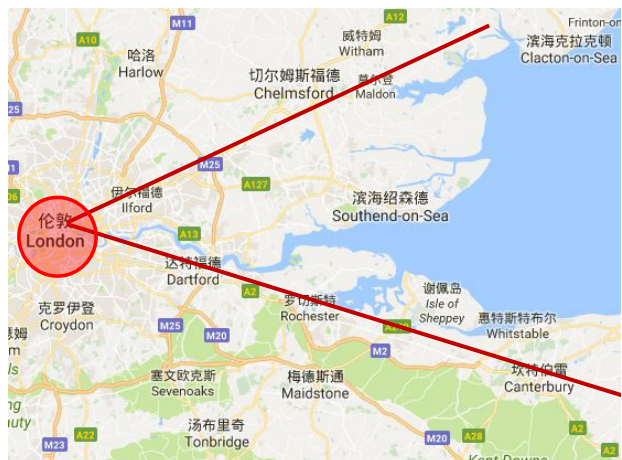 M11
A12
A10
威特姆
Witham
Frinton-on
滨海克拉克顿
Clacton-on-Sea
哈洛
Harlow
切尔姆斯福德
Chelmsford
莫尔登
Maldon
25
M11
M25
伊尔福德
Ilford
A127
A06
滨海绍森德
Southend-on-Sea
伦敦
London
A13
达特福德
Dartford
A2
谢佩岛
Isle of
Sheppey
罗切斯特
Rochester
惠特斯特布尔
Whitstable
克罗伊登
Croydon
M25
A21
M2
坎特伯雷
Canterbury
塞文欧克斯
Sevenoaks
梅德斯通
Maidstone
汤布里奇
Tonbridge
M23
A22
M20
A28
A2
Kent Downs